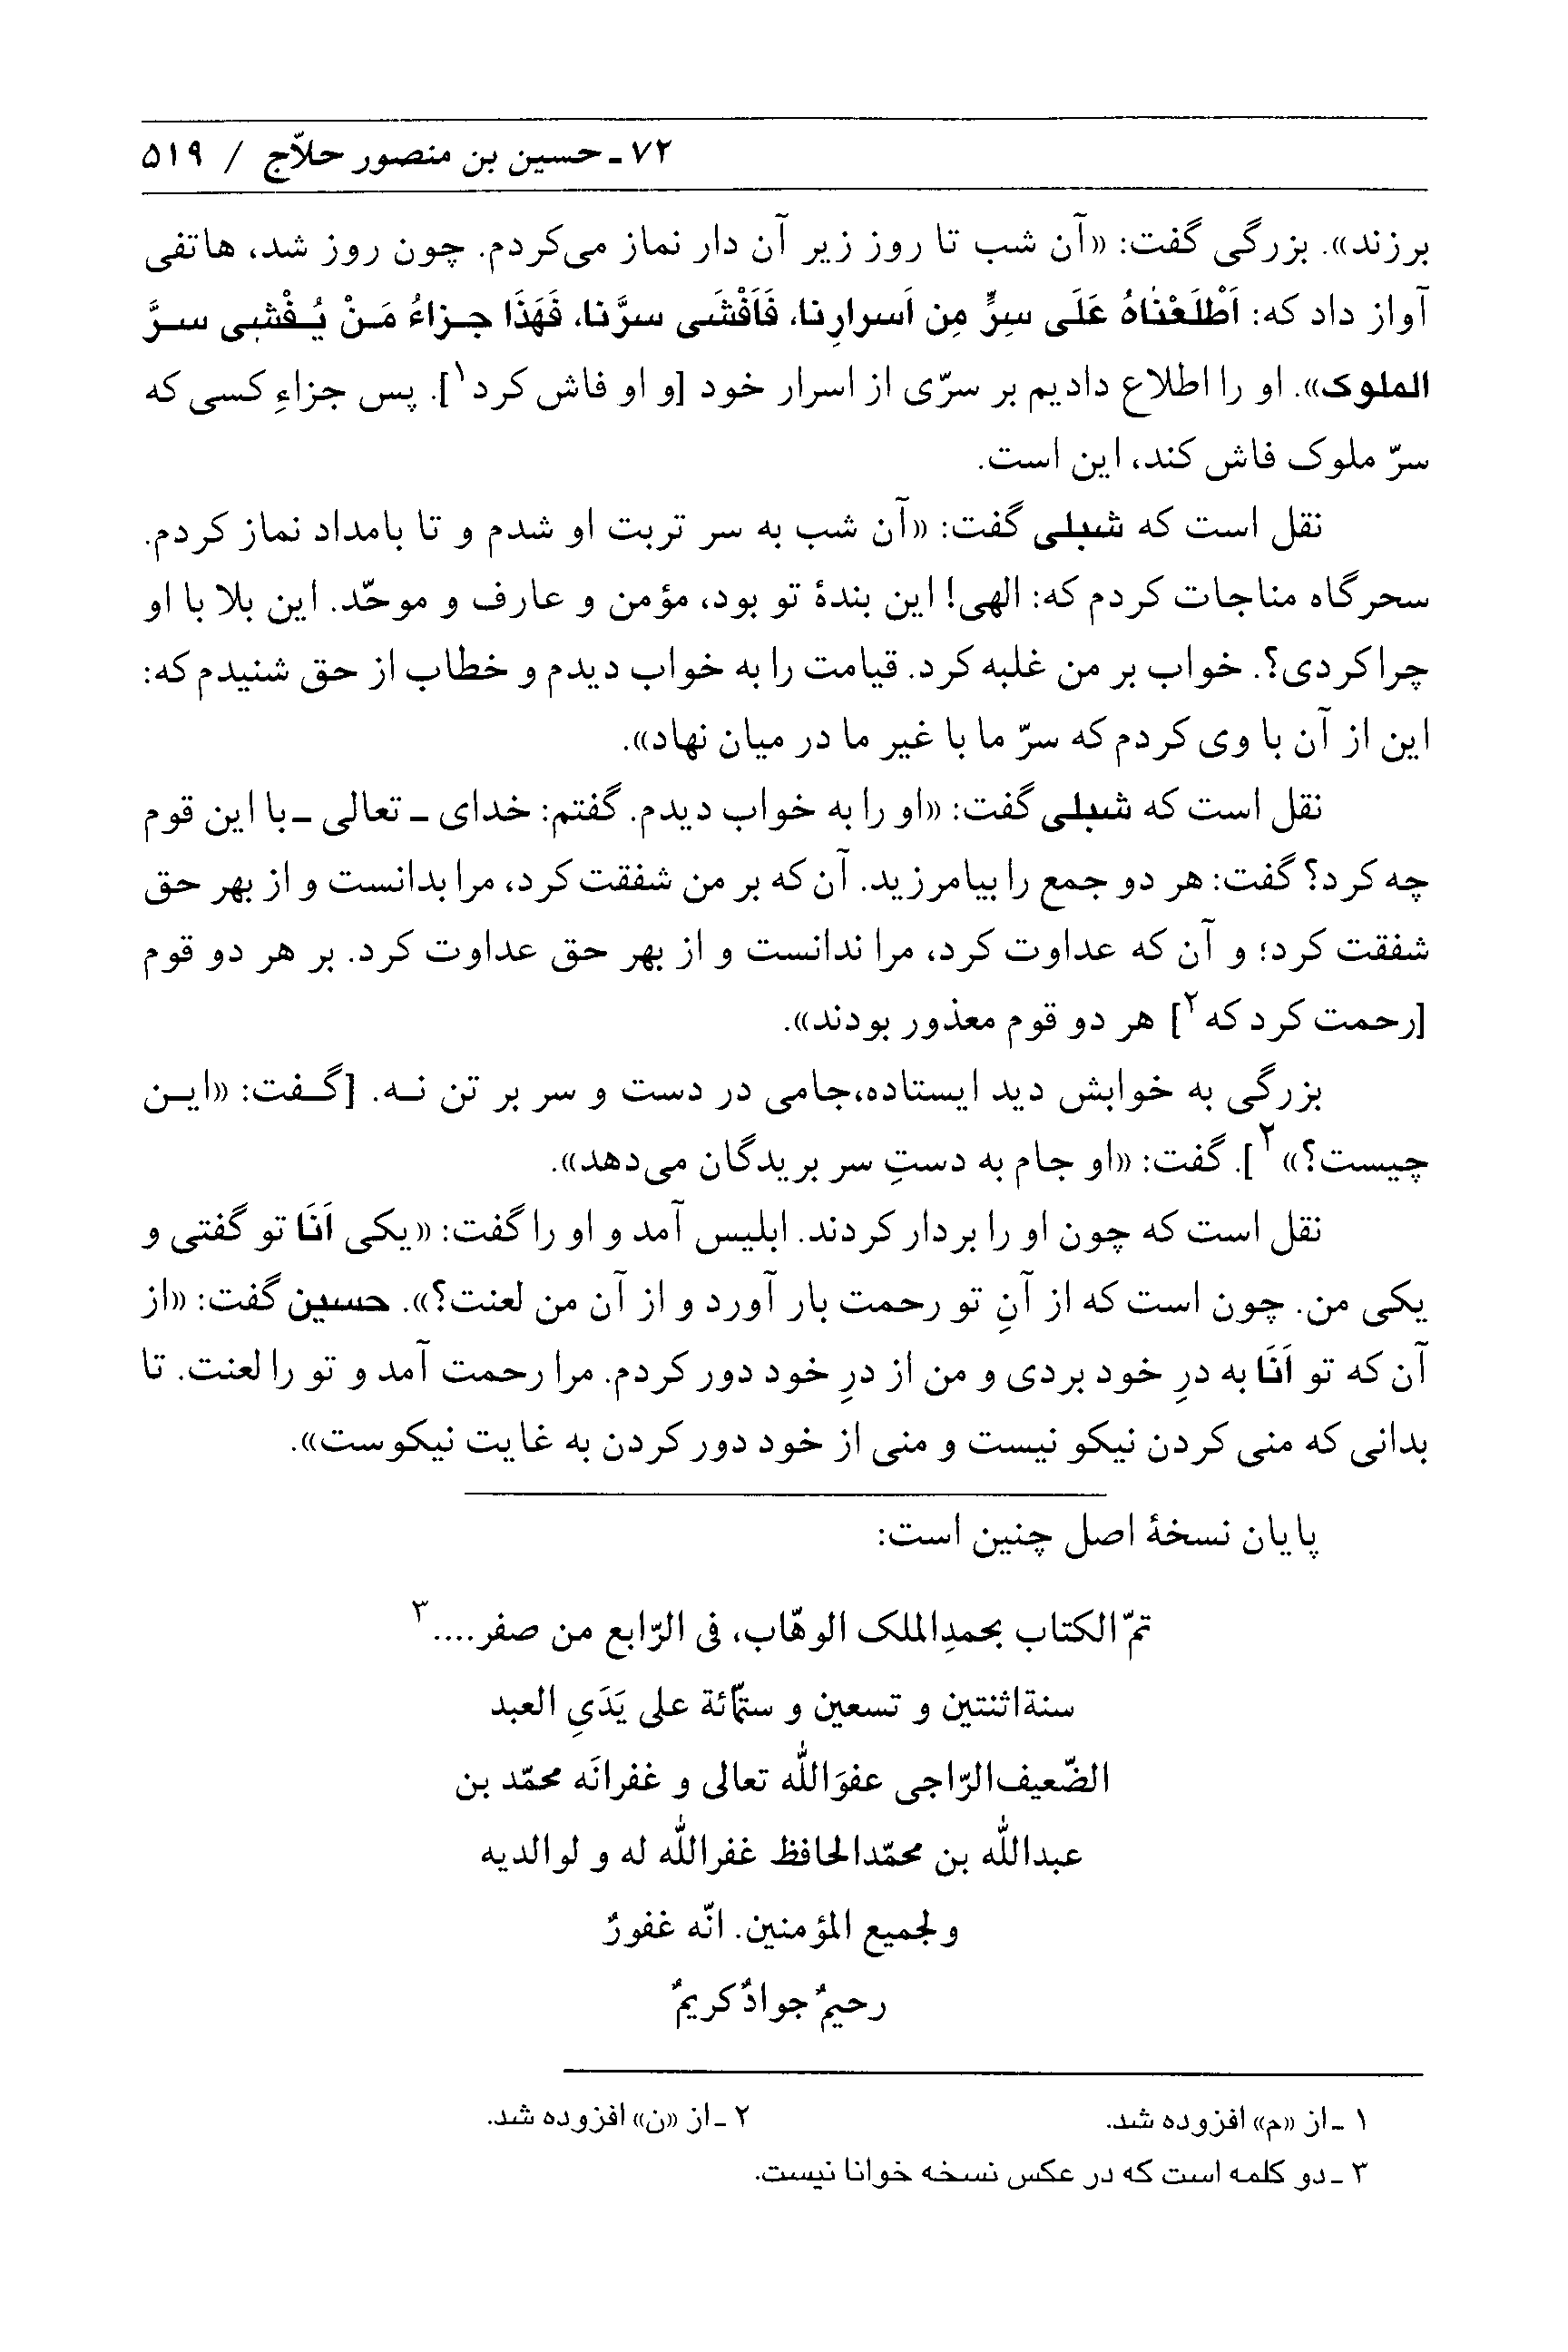 ۷۲ـ حسین بن منصور حلاّج / ۵۱۹
برزند». بزرگی گفت: «آن شب تا روز زیر آن دار نماز می‌کردم. چون روز شد، هاتفی
آواز داد که: اَطْلَعْنٰاهُ عَلَی سِرٍّ مِن اَسرارِنا، فَاَفْشَی سرَّنا، فَهَذَا جـزاءُ مَـنْ یُـفْشِی سـرَّ
الملوک». او را اطلاع دادیم بر سرّی از اسرار خود [و او فاش کرد۱]. پس جزاءِ کسی که
سرّ ملوک فاش کند، این است.
نقل است که شبلی گفت: «آن شب به سر تربت او شدم و تا بامداد نماز کردم.
سحرگاه مناجات کردم که: الهی! این بندهٔ تو بود، مؤمن و عارف و موحّد. این بلا با او
چرا کردی؟. خواب بر من غلبه کرد. قیامت را به خواب دیدم و خطاب از حق شنیدم که:
این از آن با وی کردم که سرّ ما با غیر ما در میان نهاد».
نقل است که شبلی گفت: «او را به خواب دیدم. گفتم: خدای ـ تعالی ـ با این قوم
چه کرد؟ گفت: هر دو جمع را بیامرزید. آن که بر من شفقت کرد، مرا بدانست و از بهر حق
شفقت کرد؛ و آن که عداوت کرد، مرا ندانست و از بهر حق عداوت کرد. بر هر دو قوم
[رحمت کرد که۲] هر دو قوم معذور بودند».
بزرگی به خوابش دید ایستاده،جامی در دست و سر بر تن نـه. [گـفت: «ایـن
چیست؟»۲]. گفت: «او جام به دستِ سر بریدگان می‌دهد».
نقل است که چون او را بردار کردند. ابلیس آمد و او را گفت: «یکی اَنَا تو گفتی و
یکی من. چون است که از آنِ تو رحمت بار آورد و از آن من لعنت؟». حسین گفت: «از
آن که تو اَنَا به درِ خود بردی و من از درِ خود دور کردم. مرا رحمت آمد و تو را لعنت. تا
بدانی که منی کردن نیکو نیست و منی از خود دور کردن به غایت نیکوست».
پایان نسخهٔ اصل چنین است:
تمّ الکتاب بحمدِالملک الوهّاب، فی الرّابع من صفر....۳
سنةاثنتین و تسعین و ستّمائة علی یَدَیِ العبد
الضّعیف‌الرّاجی عفوَالله تعالی و غفرانَه محمّد بن
عبدالله بن محمّدالحافظ غفرالله له و لوالدیه
ولجمیع المؤمنین. انّه غفورٌ
رحیمٌ جوادٌ کریمٌ
۱ ـ از «م» افزوده شد. ۲ ـ از «ن» افزوده شد.
۳ ـ دو کلمه است که در عکس نسخه خوانا نیست.